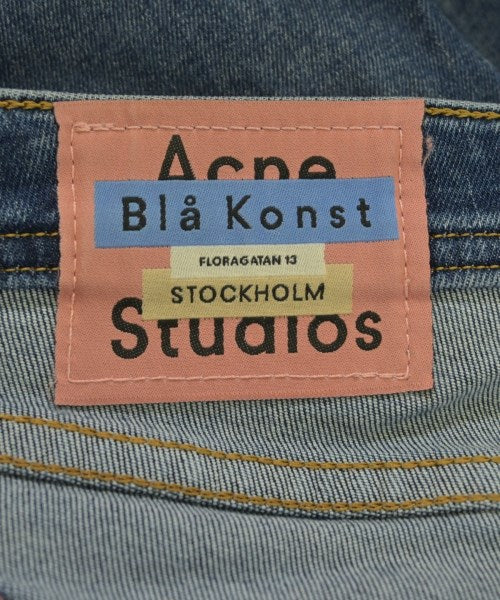 Acne
Blå Konst
FLORAGATAN 13
STOCKHOLM
Studios